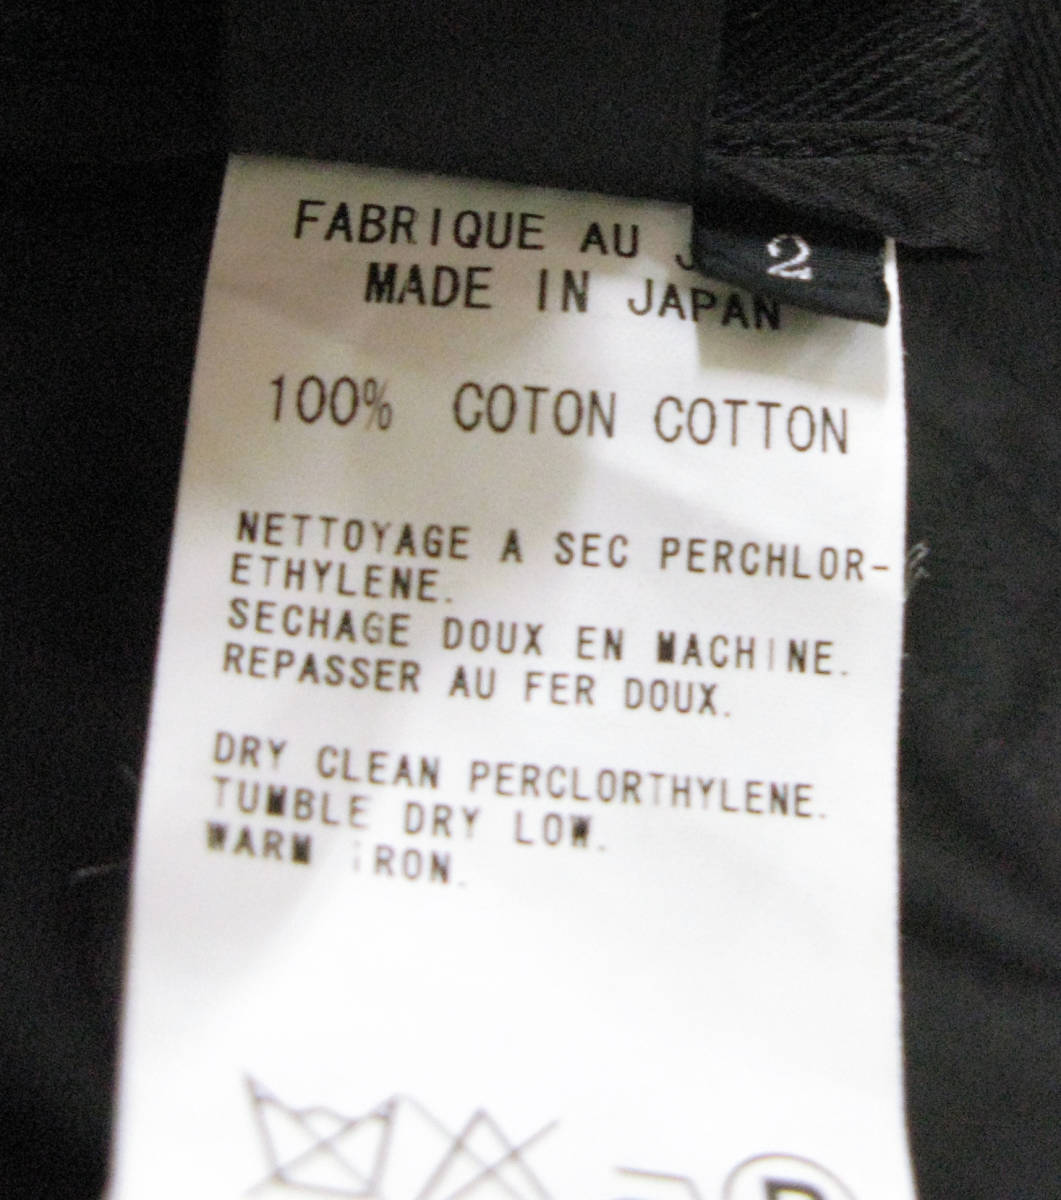 FABRIQUE AU
2
MADE IN JAPAN
100% COTON COTTON
NETTOYAGE A SEC PERCHLOR-
ETHYLENE.
SECHAGE DOUX EN MACHINE.
REPASSER AU FER DOUX.
DRY CLEAN PERCLORTHYLENE.
TUMBLE DRY LOW.
WARM IRON.